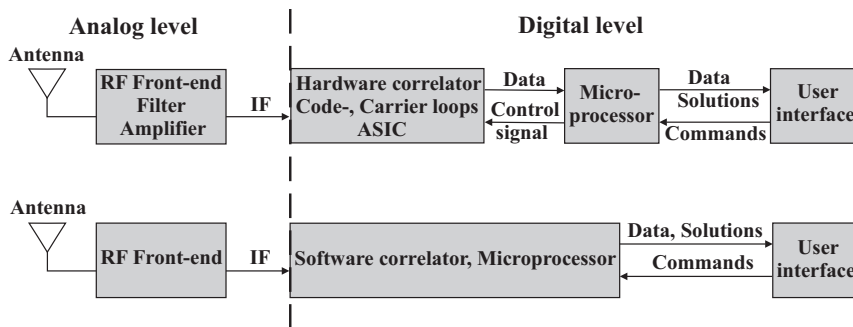 Analog level
Digital level
Antenna
RF Front-end
Filter
Amplifier
IF
Hardware correlator
Code-, Carrier loops
ASIC
Data
Control
signal
Micro-
processor
Data
Solutions
Commands
User
interface
Antenna
RF Front-end
IF
Software correlator, Microprocessor
Data, Solutions
Commands
User
interface